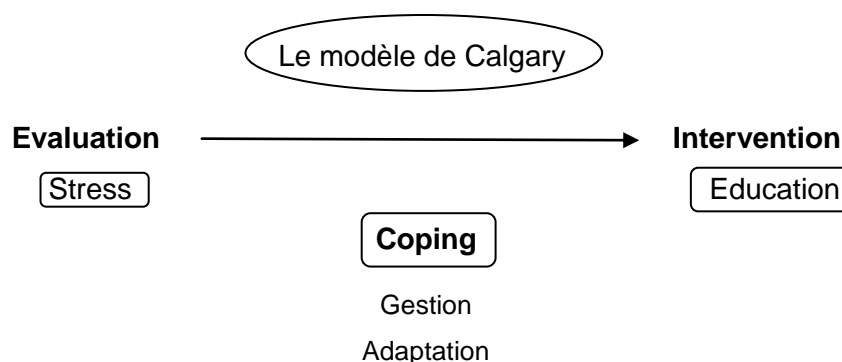 Le modèle de Calgary
Evaluation Intervention
Stress Education
Coping
Gestion
Adaptation